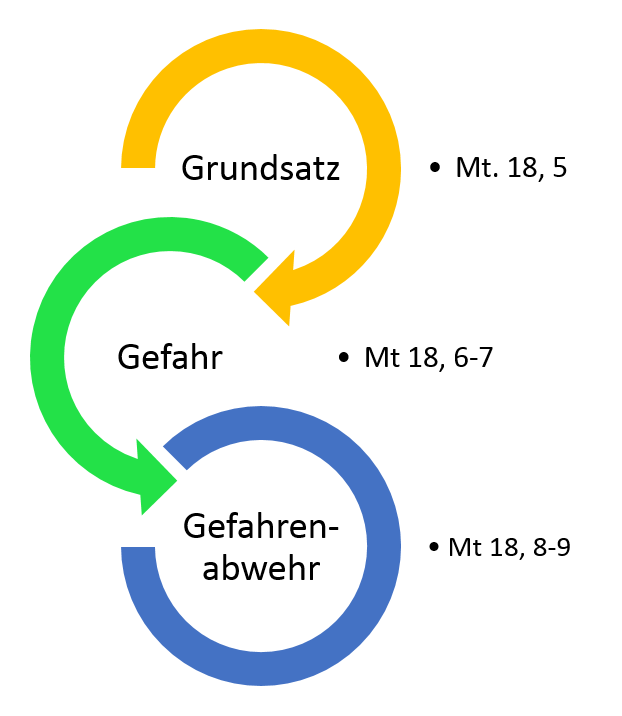 Grundsatz
• Mt. 18, 5
Gefahr
• Mt 18, 6-7
Gefahren-
abwehr
• Mt 18, 8-9